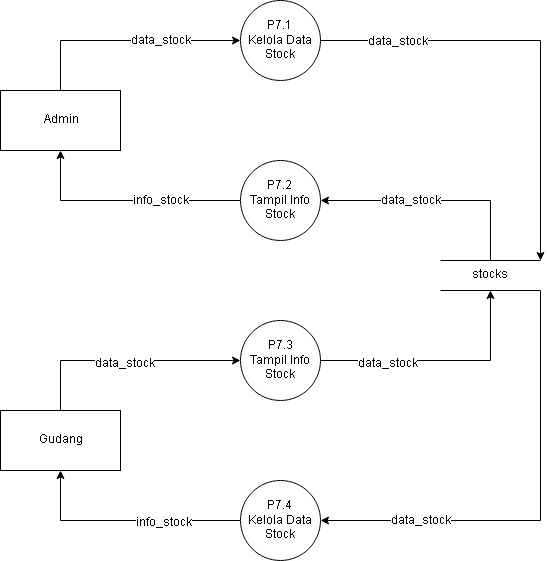 P7.1
Kelola Data
Stock
data_stock
data_stock
Admin
P7.2
Tampil Info
Stock
info_stock
data_stock
stocks
P7.3
Tampil Info
Stock
data_stock
data_stock
Gudang
P7.4
Kelola Data
Stock
info_stock
data_stock